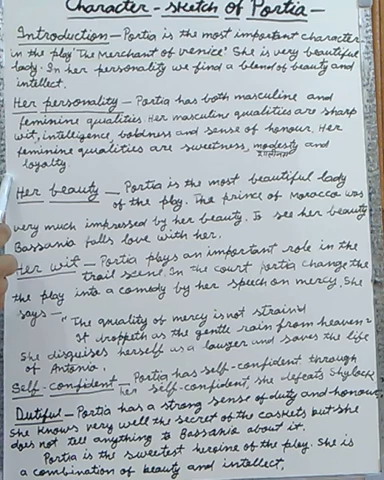 Character - sketch of Portia -
Introduction - Portia is the most important character
in the play 'The Merchant of Venice.' She is very beautiful
lady. In her personality we find a blend of beauty and
intellect.
Her personality - Portia has both masculine and
feminine qualities. Her masculine qualities are sharp
wit, intelegence, boldness and sense of honour. Her
feminine qualities are sweetness, modesty and
loyalty
Her beauty - Portia is the most beautiful lady
of the play. The prince of Moracco was
very much impressed by her beauty. To see her beauty
Bassania falls love with her.
Her wit - Portia plays an important role in the
trail scene. In the court portia change the
the play into a comedy by her speech on mercy. She
says -
"The quality of mercy is not strain'd
It droppeth as the gentle rain from heaven"
She disguises herself as a lawyer and saves the life
of Antonio.
Self-confident - Portia has self-confident through
her self-confident, she defeats Shylock
Dutiful - Portia has a strong sense of duty and honour,
She knows very well the secret of the caskets but she
does not tell anything to Bassania about it.
Portia is the sweetest heroine of the play. She is
a combination of beauty and intellect.